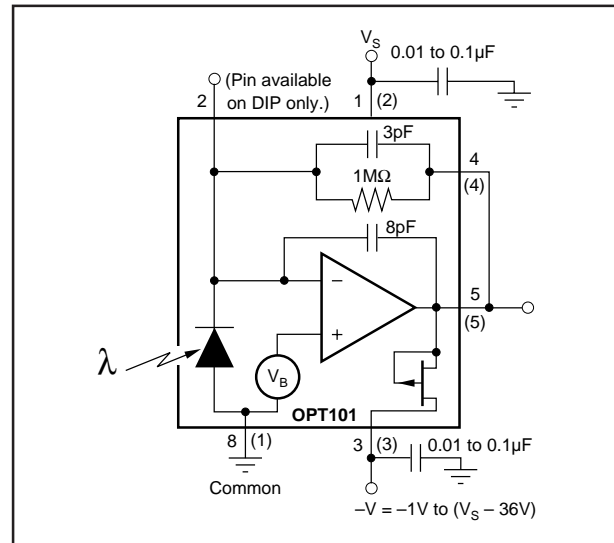 V_S
0.01 to 0.1µF
(Pin available
on DIP only.)
2
1
(2)
3pF
4
(4)
1MΩ
8pF
–
5
(5)
+
λ
V_B
OPT101
8
(1)
3
(3)
0.01 to 0.1µF
Common
–V = –1V to (V_S – 36V)